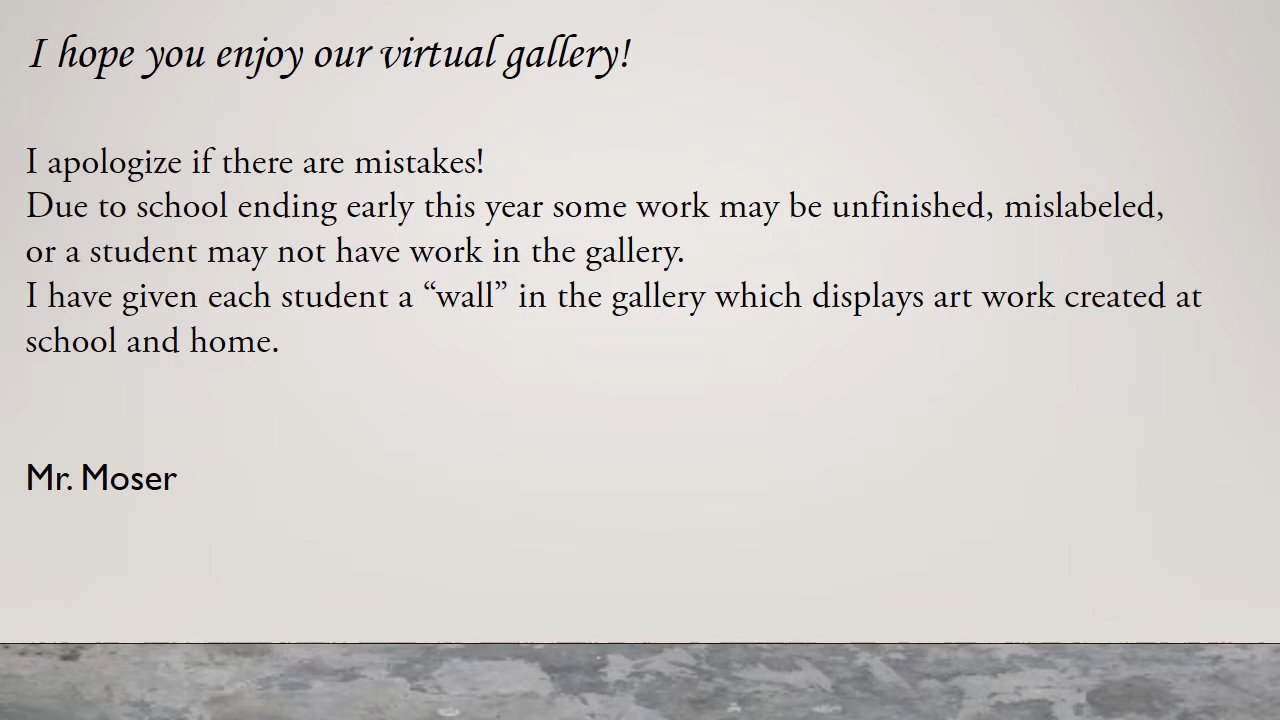 I hope you enjoy our virtual gallery!
I apologize if there are mistakes!
Due to school ending early this year some work may be unfinished, mislabeled,
or a student may not have work in the gallery.
I have given each student a “wall” in the gallery which displays art work created at
school and home.
Mr. Moser